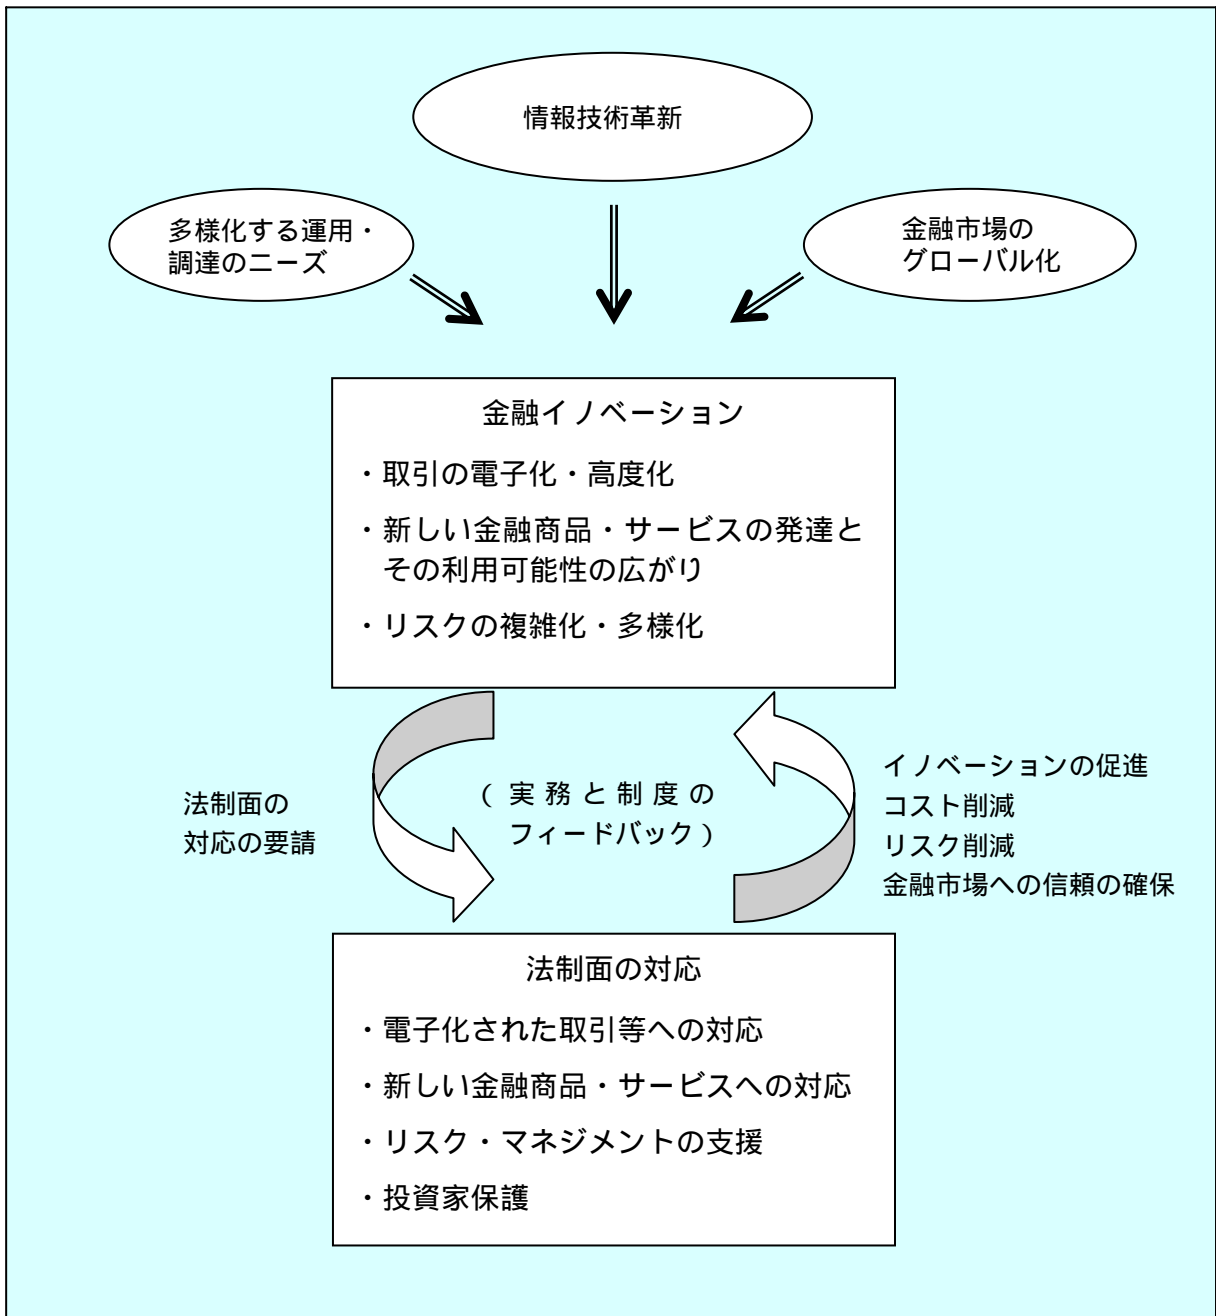 情報技術革新
多様化する運用・
調達のニーズ
金融市場の
グローバル化
金融イノベーション
・取引の電子化・高度化
・新しい金融商品・サービスの発達と
その利用可能性の広がり
・リスクの複雑化・多様化
法制面の
対応の要請
(実務と制度の
フィードバック)
イノベーションの促進
コスト削減
リスク削減
金融市場への信頼の確保
法制面の対応
・電子化された取引等への対応
・新しい金融商品・サービスへの対応
・リスク・マネジメントの支援
・投資家保護